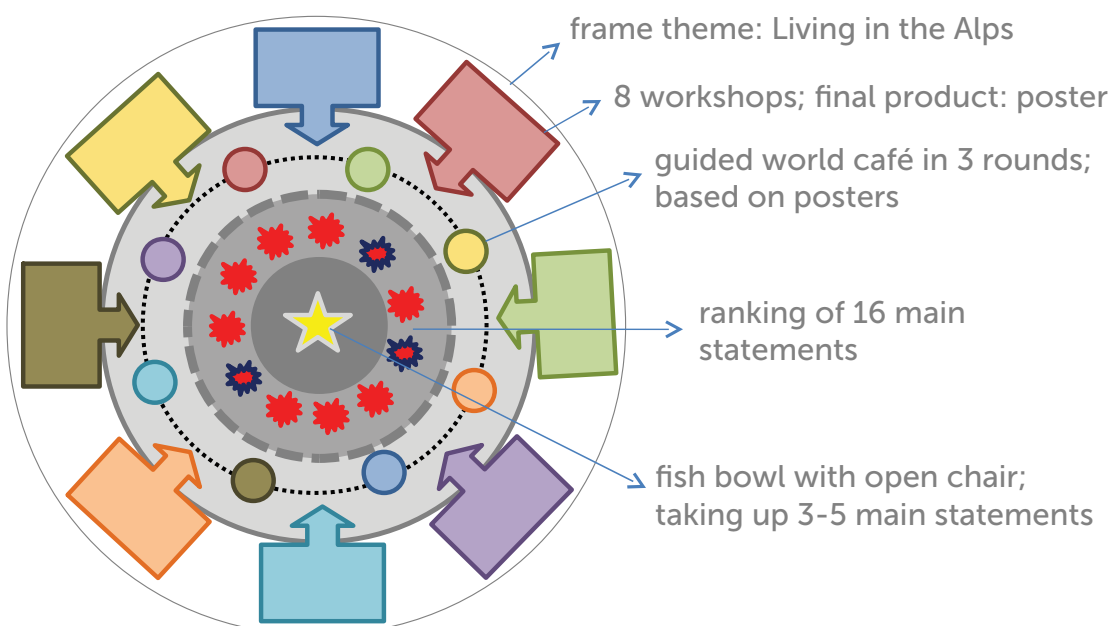 frame theme: Living in the Alps
8 workshops; final product: poster
guided world café in 3 rounds;
based on posters
ranking of 16 main
statements
fish bowl with open chair;
taking up 3-5 main statements